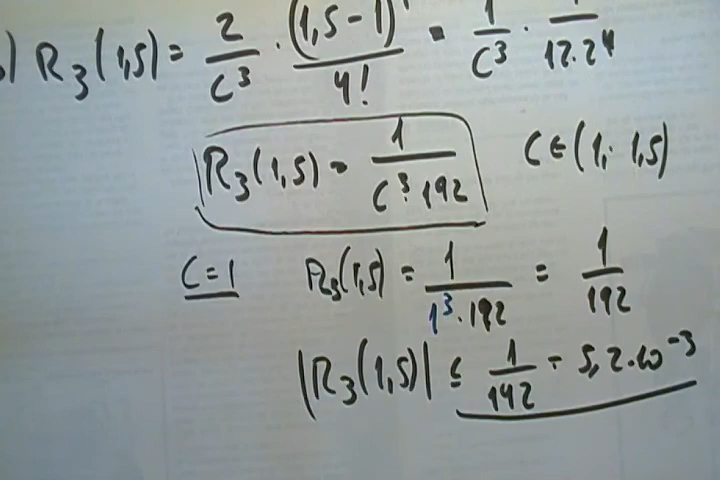 ) R₃(1,5) = 2/C³ · (1,5 - 1)/4! = 1/C³ · 1/12·2⁴
R₃(1,5) = 1/C³·192 C ∈ (1, 1,5)
C = 1 R₃(1,5) = 1/1³·192 = 1/192
|R₃(1,5)| ≤ 1/192 = 5,2·10⁻³